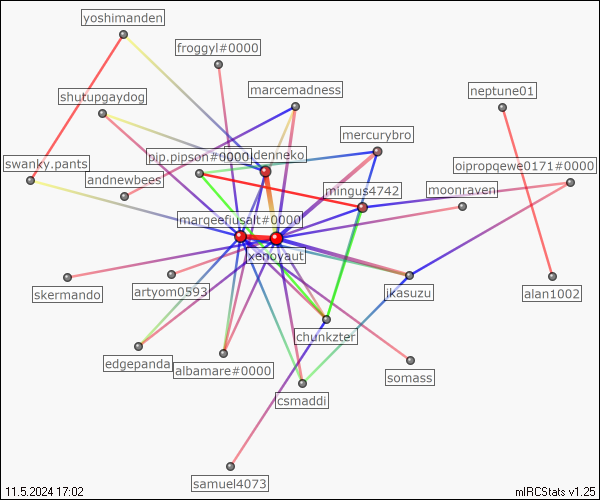 yoshimanden
froggyl#0000
neptune01
marcemadness
shutupgaydog
mercurybro
pip.pipson#0000
denneko
swanky.pants
oipropqewe0171#0000
andnewbees
mingus4742
moonraven
marqeefiusalt#0000
xenoyaut
skermando
artyom0593
jkasuzu
alan1002
chunkzter
edgepanda
albamare#0000
somass
csmaddi
samuel4073
11.5.2024 17:02
mIRCStats v1.25